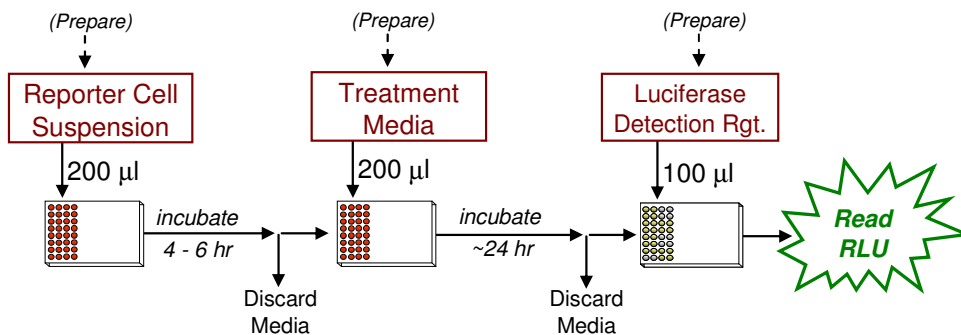 (Prepare)
(Prepare)
(Prepare)
Reporter Cell
Suspension
Treatment
Media
Luciferase
Detection Rgt.
200 µl
200 µl
100 µl
incubate
4 - 6 hr
incubate
~24 hr
Read
RLU
Discard
Media
Discard
Media